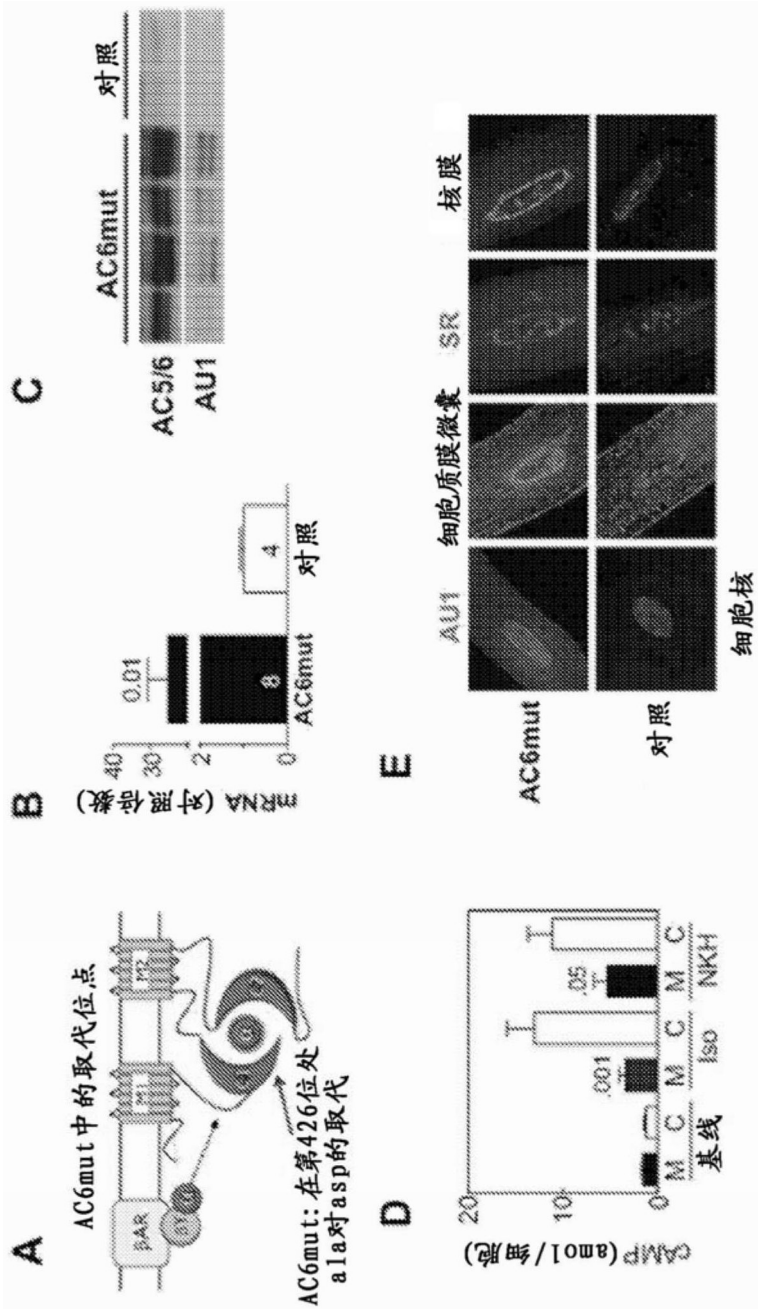 A
AC6mut中的取代位点
βAR
βγ
M1
M2
AC6mut: 在第426位处
ala对asp的取代
B
mRNA (对照倍数)
40
30
2
0
0.01
8
4
AC6mut
对照
C
AC6mut
对照
AC5/6
AU1
D
cAMP (amol/细胞)
20
10
0
.001
.05
M
C
M
C
M
C
基线
Iso
NKH
E
AU1
细胞质膜微囊
SR
核膜
AC6mut
对照
细胞核